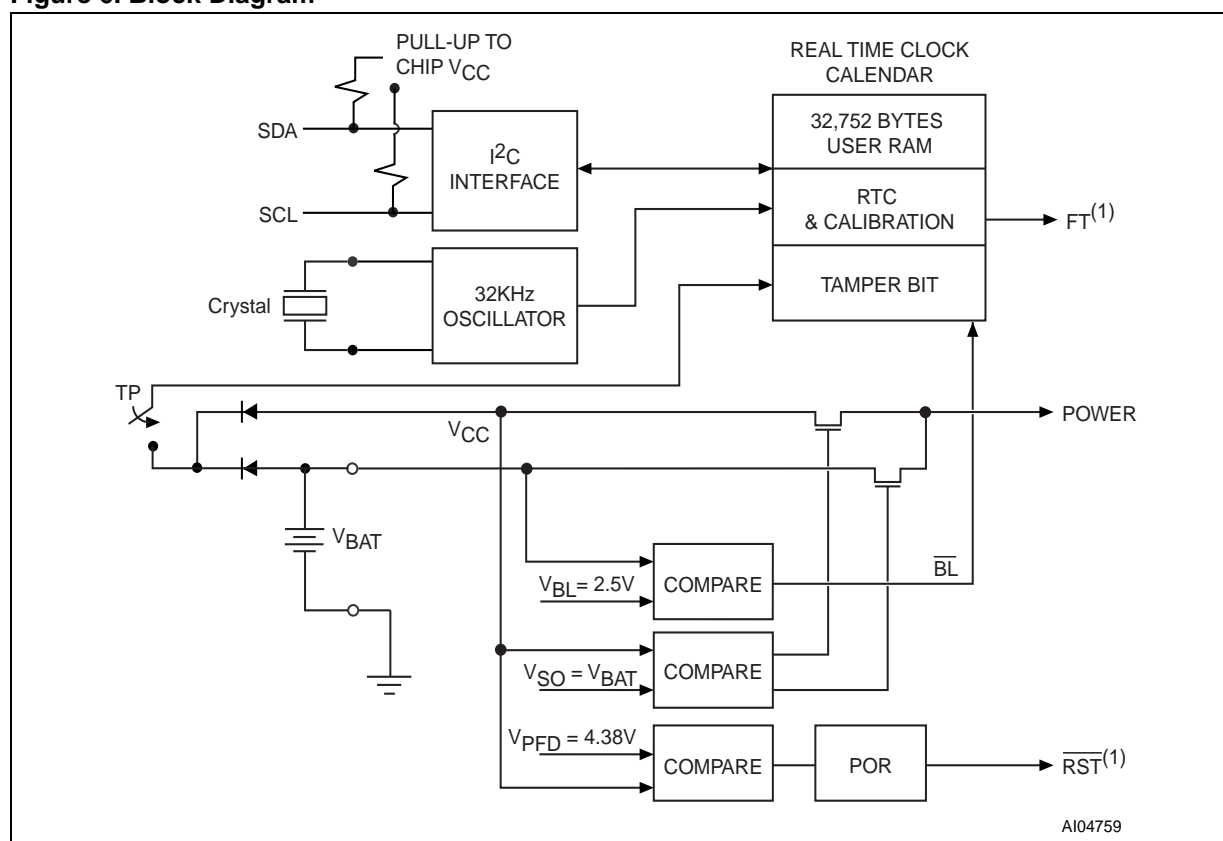 Figure 3. Block Diagram
PULL-UP TO
CHIP VCC
REAL TIME CLOCK
CALENDAR
SDA
SCL
I2C
INTERFACE
32,752 BYTES
USER RAM
RTC
& CALIBRATION
FT(1)
TAMPER BIT
Crystal
32KHz
OSCILLATOR
TP
VCC
POWER
VBAT
VBL= 2.5V
COMPARE
BL
VSO = VBAT
COMPARE
VPFD = 4.38V
COMPARE
POR
RST(1)
AI04759